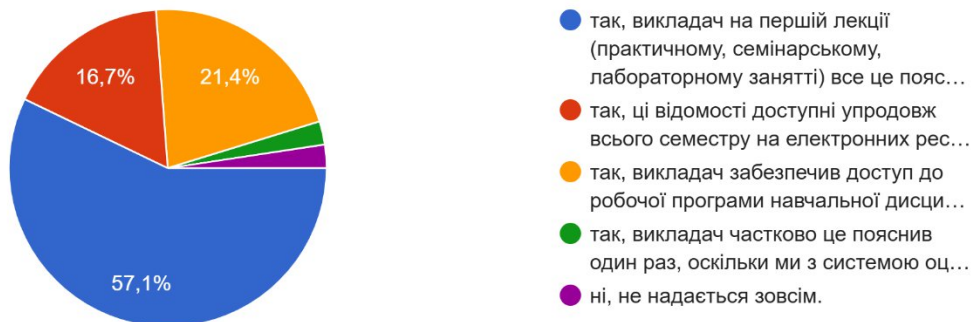 16,7%
21,4%
57,1%
так, викладач на першій лекції
(практичному, семінарському,
лабораторному занятті) все це пояс…
так, ці відомості доступні упродовж
всього семестру на електронних рес…
так, викладач забезпечив доступ до
робочої програми навчальної дисци…
так, викладач частково це пояснив
один раз, оскільки ми з системою оц…
ні, не надається зовсім.